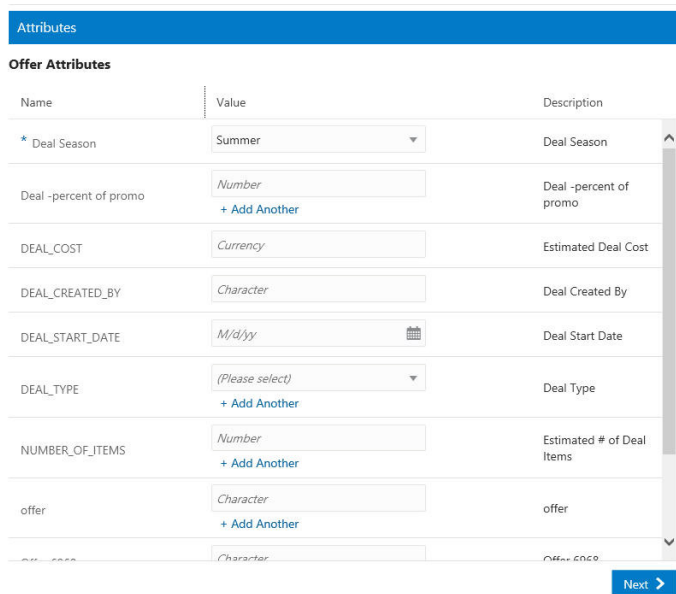 Attributes
Offer Attributes
Name Value Description
* Deal Season Summer Deal Season
Deal -percent of promo Number Deal -percent of
promo
+ Add Another
DEAL_COST Currency Estimated Deal Cost
DEAL_CREATED_BY Character Deal Created By
DEAL_START_DATE M/d/yy Deal Start Date
DEAL_TYPE (Please select) Deal Type
+ Add Another
NUMBER_OF_ITEMS Number Estimated # of Deal
Items
+ Add Another
offer Character offer
+ Add Another
Character Offer 6968
Next